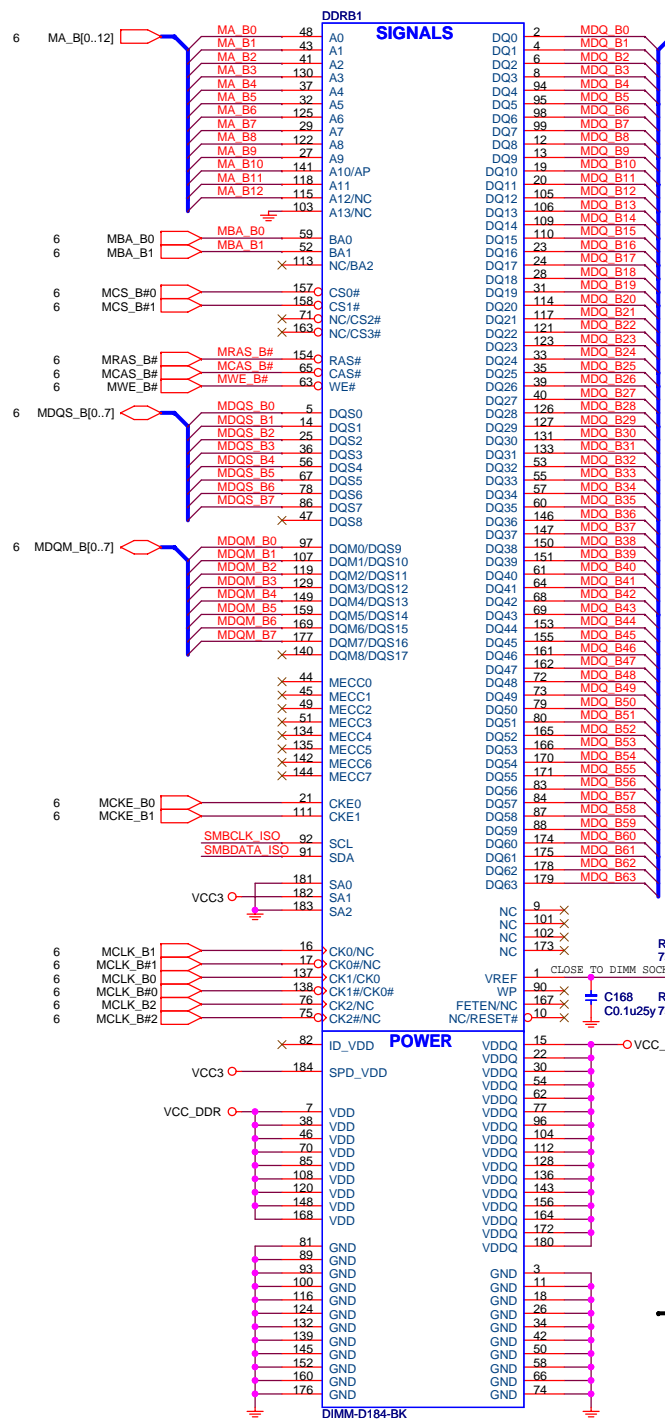 DDRB1
SIGNALS
6 MA_B[0..12]
MA_B0 48 A0 DQ0 2 MDQ_B0
MA_B1 43 A1 DQ1 4 MDQ_B1
MA_B2 41 A2 DQ2 6 MDQ_B2
MA_B3 130 A3 DQ3 8 MDQ_B3
MA_B4 37 A4 DQ4 94 MDQ_B4
MA_B5 32 A5 DQ5 95 MDQ_B5
MA_B6 125 A6 DQ6 98 MDQ_B6
MA_B7 29 A7 DQ7 99 MDQ_B7
MA_B8 122 A8 DQ8 12 MDQ_B8
MA_B9 27 A9 DQ9 13 MDQ_B9
MA_B10 141 A10/AP DQ10 19 MDQ_B10
MA_B11 118 A11 DQ11 20 MDQ_B11
MA_B12 115 A12/NC DQ12 105 MDQ_B12
103 A13/NC DQ13 106 MDQ_B13
DQ14 109 MDQ_B14
6 MBA_B0 MBA_B0 59 BA0 DQ15 110 MDQ_B15
6 MBA_B1 MBA_B1 52 BA1 DQ16 23 MDQ_B16
113 NC/BA2 DQ17 24 MDQ_B17
DQ18 28 MDQ_B18
6 MCS_B#0 157 CS0# DQ19 31 MDQ_B19
6 MCS_B#1 158 CS1# DQ20 114 MDQ_B20
71 NC/CS2# DQ21 117 MDQ_B21
163 NC/CS3# DQ22 121 MDQ_B22
DQ23 123 MDQ_B23
6 MRAS_B# MRAS_B# 154 RAS# DQ24 33 MDQ_B24
6 MCAS_B# MCAS_B# 65 CAS# DQ25 35 MDQ_B25
6 MWE_B# MWE_B# 63 WE# DQ26 39 MDQ_B26
DQ27 40 MDQ_B27
6 MDQS_B[0..7] MDQS_B0 5 DQS0 DQ28 126 MDQ_B28
MDQS_B1 14 DQS1 DQ29 127 MDQ_B29
MDQS_B2 25 DQS2 DQ30 131 MDQ_B30
MDQS_B3 36 DQS3 DQ31 133 MDQ_B31
MDQS_B4 56 DQS4 DQ32 53 MDQ_B32
MDQS_B5 67 DQS5 DQ33 55 MDQ_B33
MDQS_B6 78 DQS6 DQ34 57 MDQ_B34
MDQS_B7 86 DQS7 DQ35 60 MDQ_B35
47 DQS8 DQ36 146 MDQ_B36
DQ37 147 MDQ_B37
6 MDQM_B[0..7] MDQM_B0 97 DQM0/DQS9 DQ38 150 MDQ_B38
MDQM_B1 107 DQM1/DQS10 DQ39 151 MDQ_B39
MDQM_B2 119 DQM2/DQS11 DQ40 61 MDQ_B40
MDQM_B3 129 DQM3/DQS12 DQ41 64 MDQ_B41
MDQM_B4 149 DQM4/DQS13 DQ42 68 MDQ_B42
MDQM_B5 159 DQM5/DQS14 DQ43 69 MDQ_B43
MDQM_B6 169 DQM6/DQS15 DQ44 153 MDQ_B44
MDQM_B7 177 DQM7/DQS16 DQ45 155 MDQ_B45
140 DQM8/DQS17 DQ46 161 MDQ_B46
DQ47 162 MDQ_B47
44 MECC0 DQ48 72 MDQ_B48
45 MECC1 DQ49 73 MDQ_B49
49 MECC2 DQ50 79 MDQ_B50
51 MECC3 DQ51 80 MDQ_B51
134 MECC4 DQ52 165 MDQ_B52
135 MECC5 DQ53 166 MDQ_B53
142 MECC6 DQ54 170 MDQ_B54
144 MECC7 DQ55 171 MDQ_B55
DQ56 83 MDQ_B56
6 MCKE_B0 21 CKE0 DQ57 84 MDQ_B57
6 MCKE_B1 111 CKE1 DQ58 87 MDQ_B58
DQ59 88 MDQ_B59
SMBCLK_ISO 92 SCL DQ60 174 MDQ_B60
SMBDATA_ISO 91 SDA DQ61 175 MDQ_B61
DQ62 178 MDQ_B62
181 SA0 DQ63 179 MDQ_B63
VCC3 182 SA1
183 SA2 NC 9
NC 101
NC 102
6 MCLK_B1 16 CK0/NC NC 173
6 MCLK_B#1 17 CK0#/NC R
7
6 MCLK_B0 137 CK1/CK0 VREF 1 CLOSE TO DIMM SOCK
6 MCLK_B#0 138 CK1#/CK0# WP 90
6 MCLK_B2 76 CK2/NC FETEN/NC 167 C168 R
6 MCLK_B#2 75 CK2#/NC NC/RESET# 10 C0.1u25y 7
POWER
82 ID_VDD VDDQ 15 VCC_
VDDQ 22
VCC3 184 SPD_VDD VDDQ 30
VDDQ 54
VDDQ 62
VCC_DDR 7 VDD VDDQ 77
38 VDD VDDQ 96
46 VDD VDDQ 104
70 VDD VDDQ 112
85 VDD VDDQ 128
108 VDD VDDQ 136
120 VDD VDDQ 143
148 VDD VDDQ 156
168 VDD VDDQ 164
VDDQ 172
81 GND VDDQ 180
89 GND
93 GND GND 3
100 GND GND 11
116 GND GND 18
124 GND GND 26
132 GND GND 34
139 GND GND 42
145 GND GND 50
152 GND GND 58
160 GND GND 66
176 GND GND 74
DIMM-D184-BK